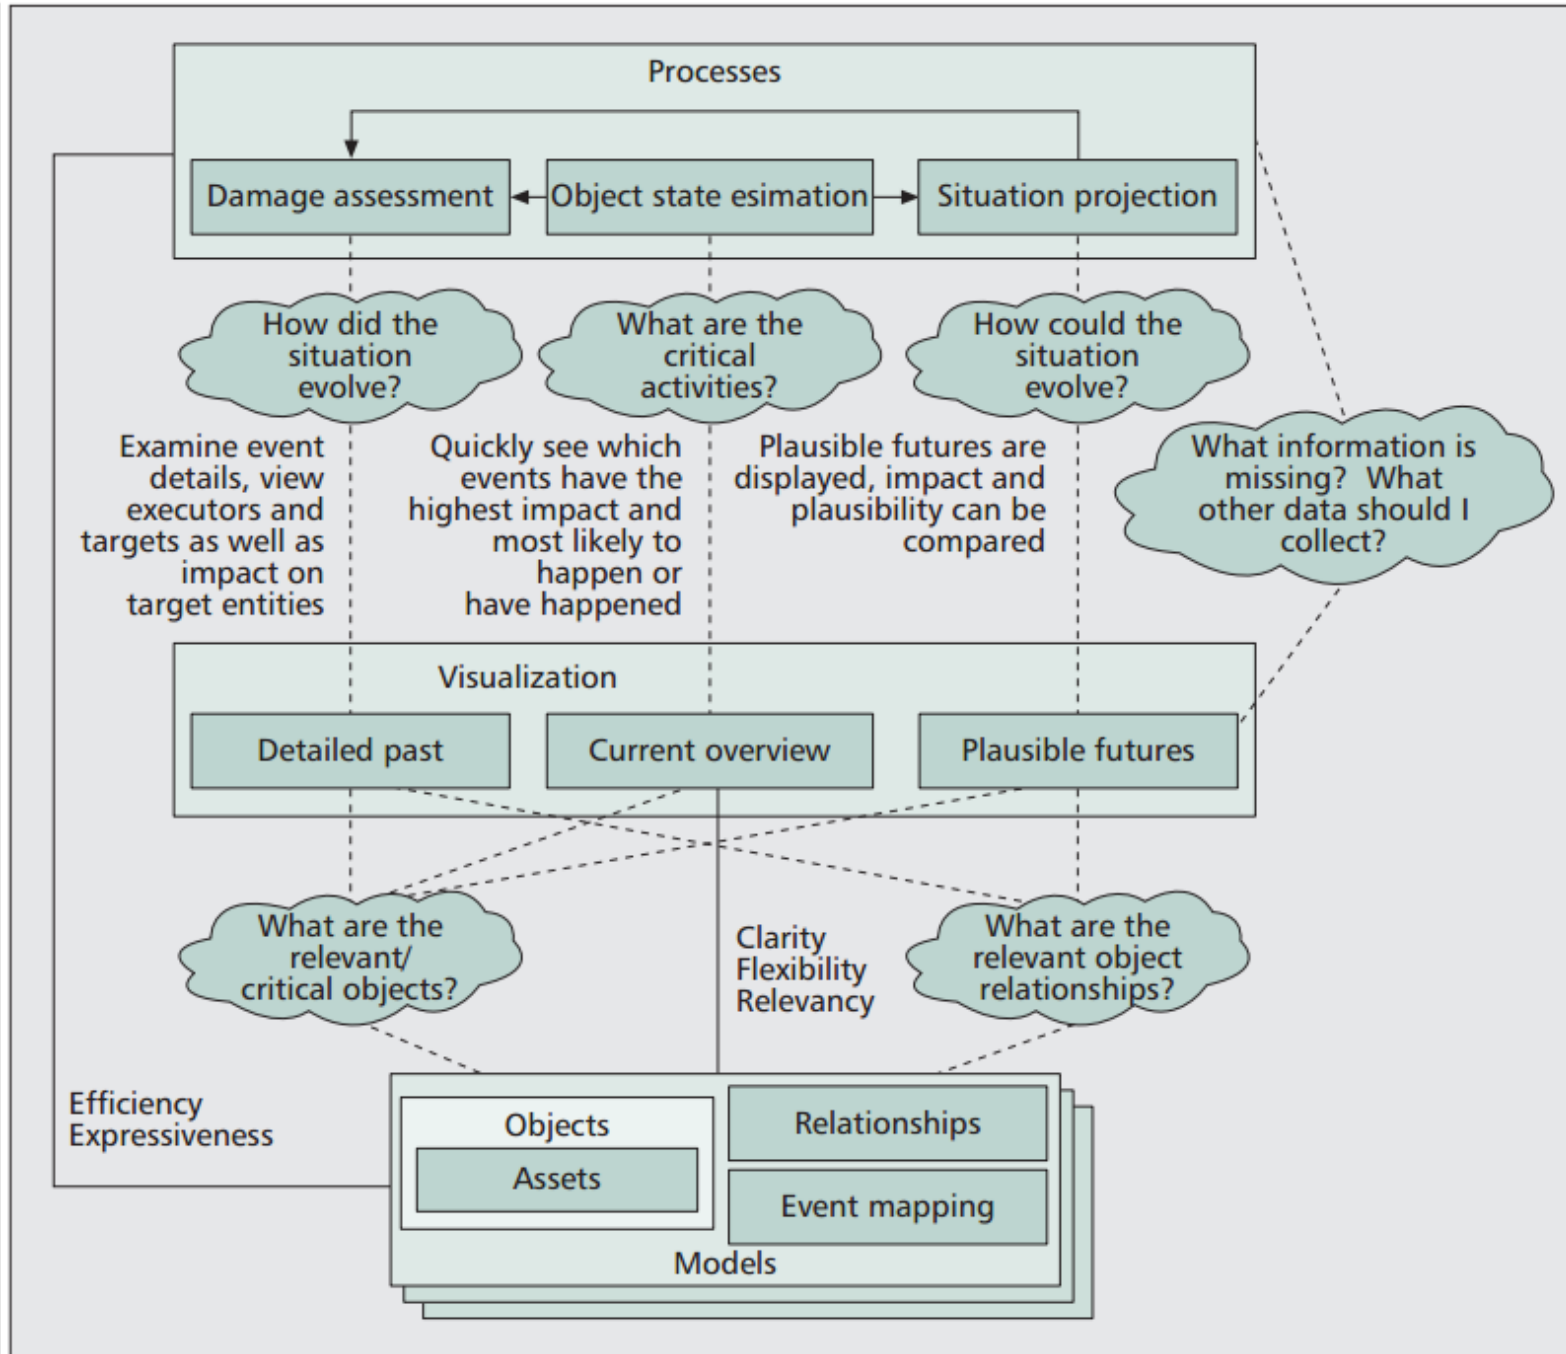 Processes
Damage assessment
Object state esimation
Situation projection
How did the
situation
evolve?
What are the
critical
activities?
How could the
situation
evolve?
Examine event
details, view
executors and
targets as well as
impact on
target entities
Quickly see which
events have the
highest impact and
most likely to
happen or
have happened
Plausible futures are
displayed, impact and
plausibility can be
compared
What information is
missing? What
other data should I
collect?
Visualization
Detailed past
Current overview
Plausible futures
What are the
relevant/
critical objects?
Clarity
Flexibility
Relevancy
What are the
relevant object
relationships?
Efficiency
Expressiveness
Objects
Assets
Relationships
Event mapping
Models